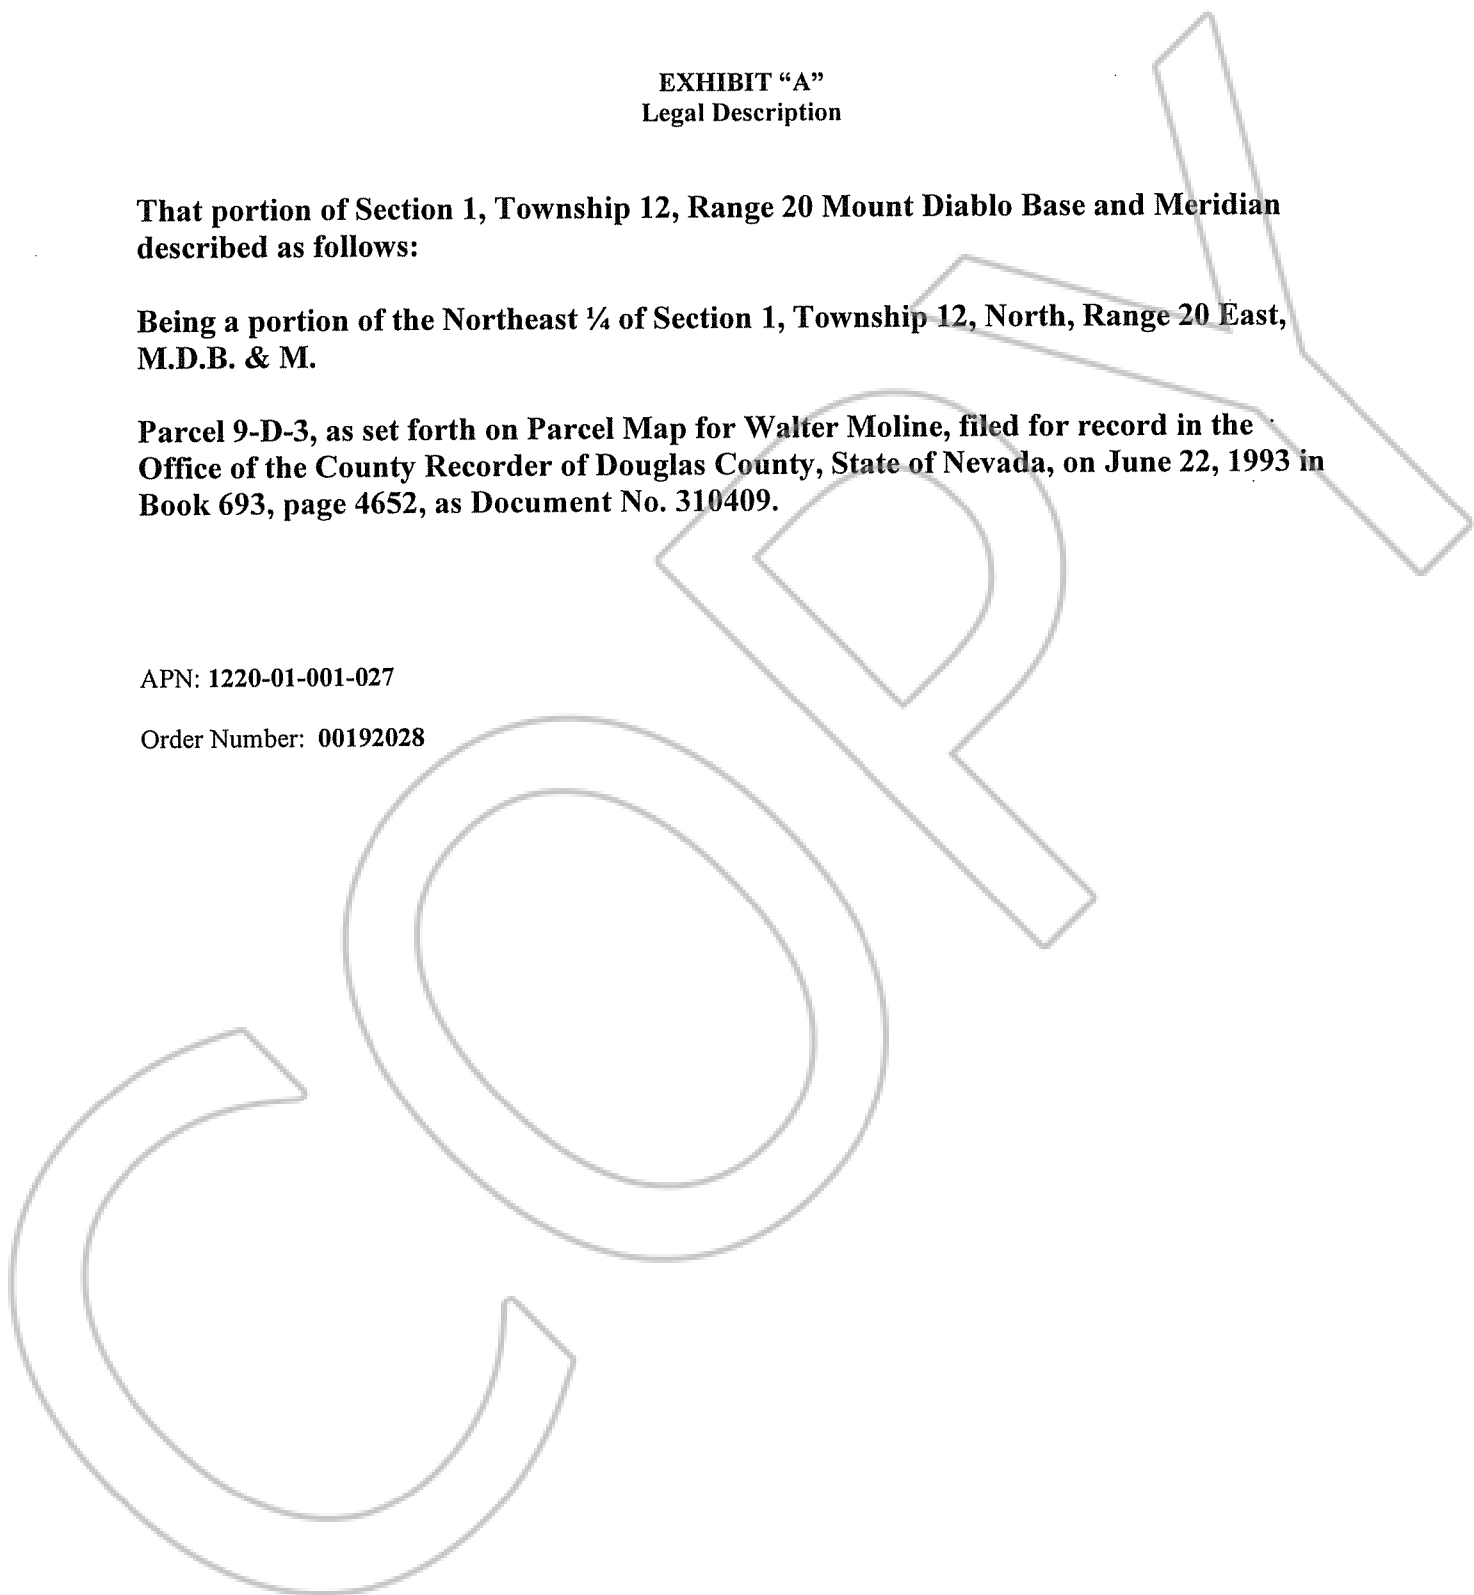 EXHIBIT “A”
Legal Description
That portion of Section 1, Township 12, Range 20 Mount Diablo Base and Meridian
described as follows:
Being a portion of the Northeast ¼ of Section 1, Township 12, North, Range 20 East,
M.D.B. & M.
Parcel 9-D-3, as set forth on Parcel Map for Walter Moline, filed for record in the
Office of the County Recorder of Douglas County, State of Nevada, on June 22, 1993 in
Book 693, page 4652, as Document No. 310409.
APN: 1220-01-001-027
Order Number: 00192028
COPY